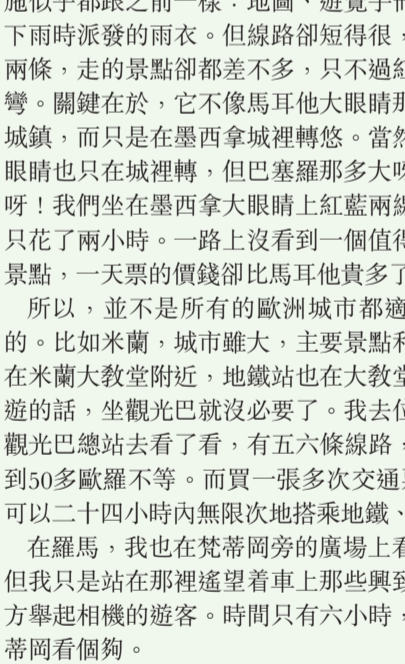 施似乎都跟之前一樣：地圖、遊覽手
下雨時派發的雨衣。但線路卻短得很，
兩條，走的景點卻都差不多，只不過紅
彎。關鍵在於，它不像馬耳他大眼睛那
城鎮，而只是在墨西拿城裡轉悠。當然
眼睛也只在城裡轉，但巴塞羅那多大呀
呀！我們坐在墨西拿大眼睛上紅藍兩線
只花了兩小時。一路上沒看到一個值得
景點，一天票的價錢卻比馬耳他貴多了
所以，並不是所有的歐洲城市都適
的。比如米蘭，城市雖大，主要景點和
在米蘭大教堂附近，地鐵站也在大教堂
遊的話，坐觀光巴就沒必要了。我去位
觀光巴總站去看了看，有五六條線路，
到50多歐羅不等。而買一張多次交通
可以二十四小時內無限次地搭乘地鐵、
在羅馬，我也在梵蒂岡旁的廣場上看
但我只是站在那裡遙望着車上那些興致
方舉起相機的遊客。時間只有六小時，
蒂岡看個夠。